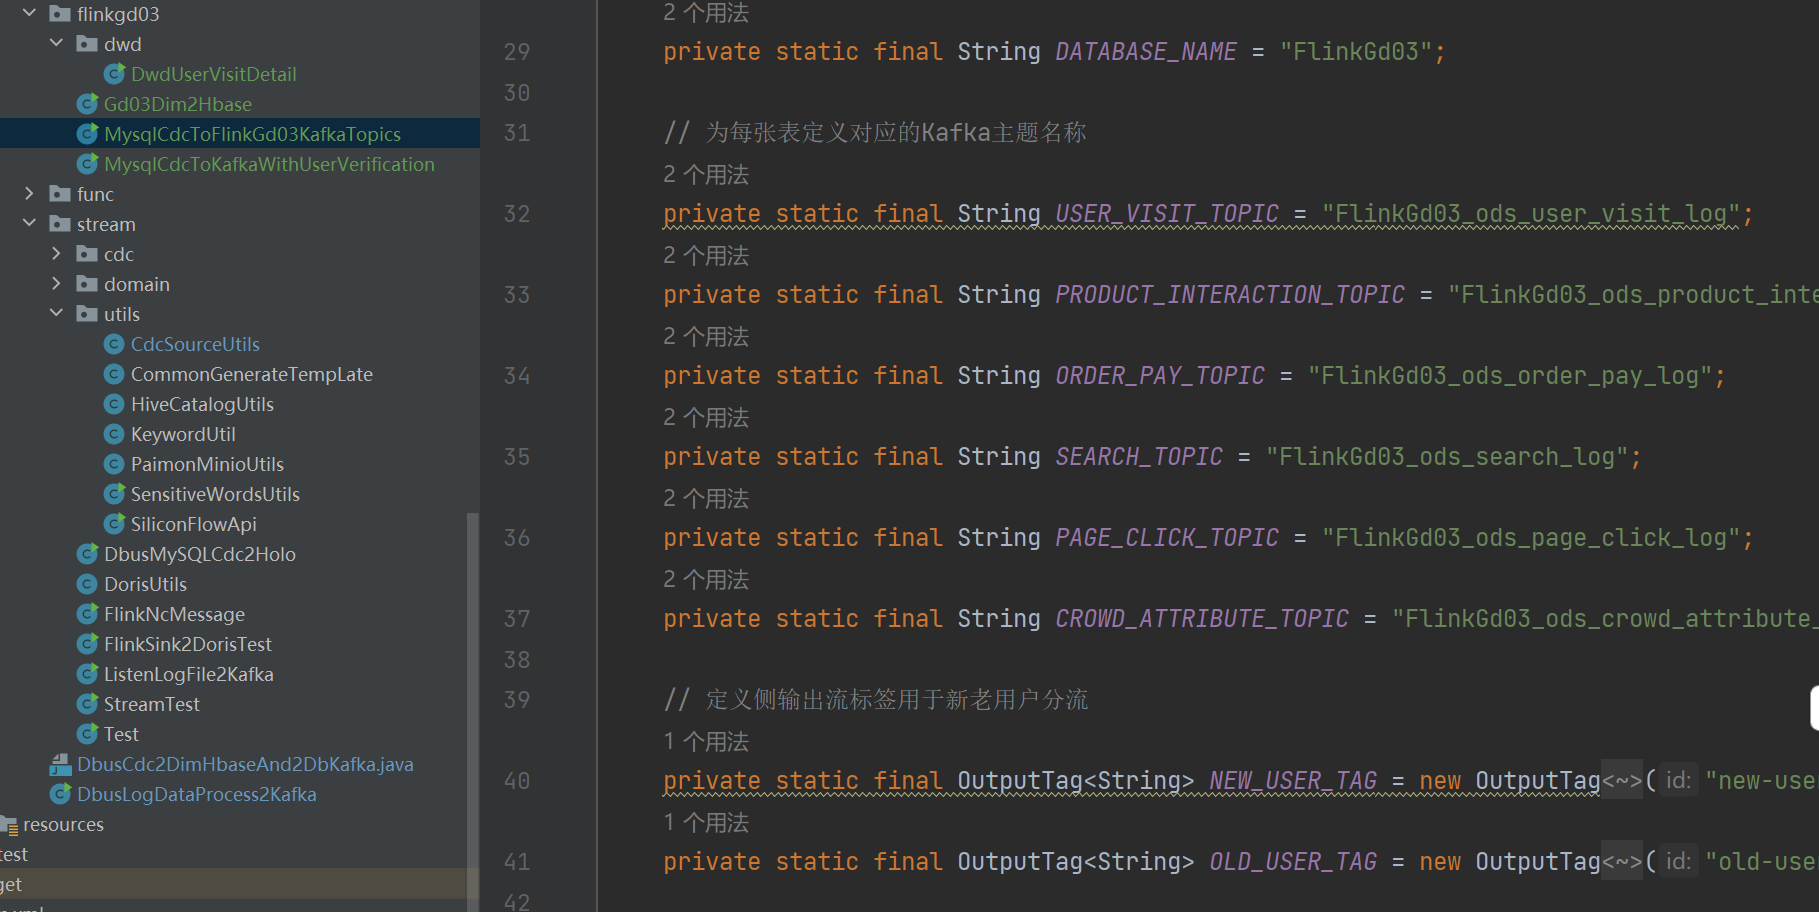 flinkgd03
dwd
DwdUserVisitDetail
Gd03Dim2Hbase
MysqlCdcToFlinkGd03KafkaTopics
MysqlCdcToKafkaWithUserVerification
func
stream
cdc
domain
utils
CdcSourceUtils
CommonGenerateTempLate
HiveCatalogUtils
KeywordUtil
PaimonMinioUtils
SensitiveWordsUtils
SiliconFlowApi
DbusMySQLCdc2Holo
DorisUtils
FlinkNcMessage
FlinkSink2DorisTest
ListenLogFile2Kafka
StreamTest
Test
DbusCdc2DimHbaseAnd2DbKafka.java
DbusLogDataProcess2Kafka
resources
test
get
2 个用法
29 private static final String DATABASE_NAME = "FlinkGd03";
30
31 // 为每张表定义对应的Kafka主题名称
2 个用法
32 private static final String USER_VISIT_TOPIC = "FlinkGd03_ods_user_visit_log";
2 个用法
33 private static final String PRODUCT_INTERACTION_TOPIC = "FlinkGd03_ods_product_inte
2 个用法
34 private static final String ORDER_PAY_TOPIC = "FlinkGd03_ods_order_pay_log";
2 个用法
35 private static final String SEARCH_TOPIC = "FlinkGd03_ods_search_log";
2 个用法
36 private static final String PAGE_CLICK_TOPIC = "FlinkGd03_ods_page_click_log";
2 个用法
37 private static final String CROWD_ATTRIBUTE_TOPIC = "FlinkGd03_ods_crowd_attribute_
38
39 // 定义侧输出流标签用于新老用户分流
1 个用法
40 private static final OutputTag<String> NEW_USER_TAG = new OutputTag<~>( id: "new-use
1 个用法
41 private static final OutputTag<String> OLD_USER_TAG = new OutputTag<~>( id: "old-use
42